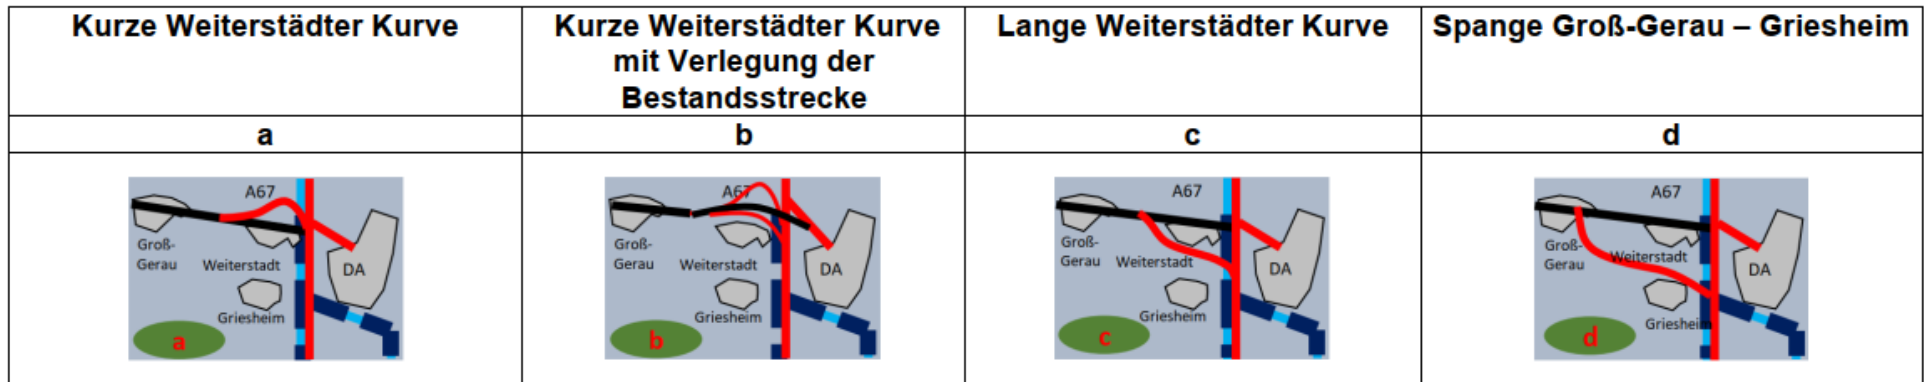 Kurze Weiterstädter Kurve
Kurze Weiterstädter Kurve
mit Verlegung der
Bestandsstrecke
Lange Weiterstädter Kurve
Spange Groß-Gerau – Griesheim
a
b
c
d
A67
Groß-
Gerau
Weiterstadt
DA
Griesheim
a
A67
Groß-
Gerau
Weiterstadt
DA
Griesheim
b
A67
Groß-
Gerau
Weiterstadt
DA
Griesheim
c
A67
Groß-
Gerau
Weiterstadt
DA
Griesheim
d